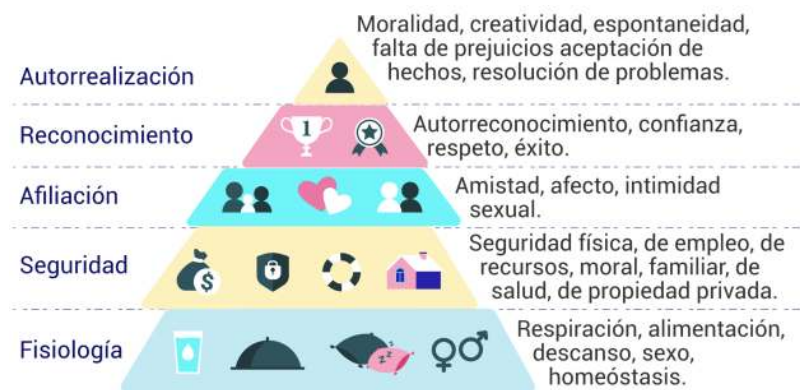 Autorrealización
Moralidad, creatividad, espontaneidad,
falta de prejuicios aceptación de
hechos, resolución de problemas.
Reconocimiento
1
Autorreconocimiento, confianza,
respeto, éxito.
Afiliación
Amistad, afecto, intimidad
sexual.
Seguridad
$
Seguridad física, de empleo, de
recursos, moral, familiar, de
salud, de propiedad privada.
Fisiología
z z z
Respiración, alimentación,
descanso, sexo,
homeóstasis.